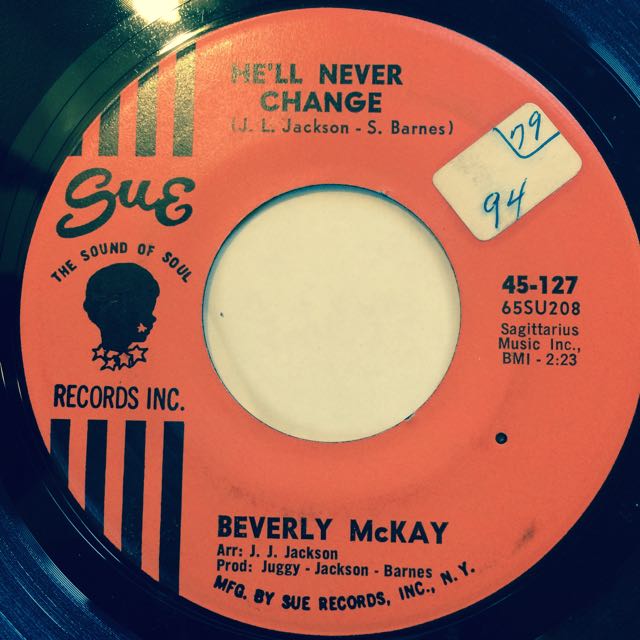 HE'LL NEVER
CHANGE
(J. L. Jackson - S. Barnes)
79
94
Sue
THE SOUND OF SOUL
RECORDS INC.
45-127
65SU208
Sagittarius
Music Inc.,
BMI - 2:23
BEVERLY McKAY
Arr: J. J. Jackson
Prod: Juggy - Jackson - Barnes
MFG. BY SUE RECORDS, INC., N. Y.